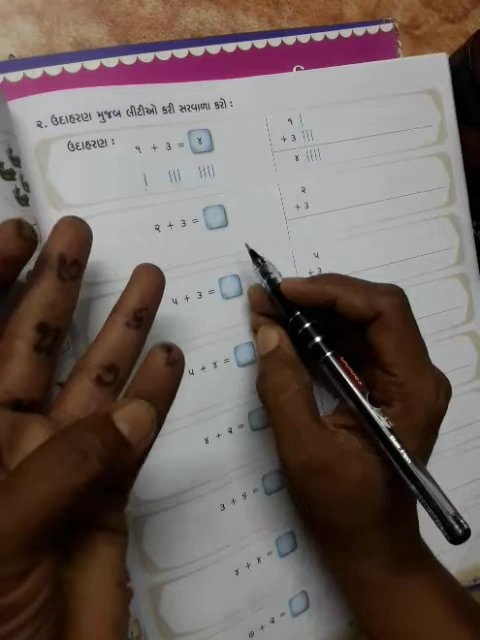 ૨. ઉદાહરણ મુજબ લીટીઓ કરી સરવાળા કરો :
ઉદાહરણ :
૧ + ૩ = ૪
૧
+ ૩
૪
૨ + ૩ =
૨
+ ૩
૫ + ૩ =
૫
+ ૩
૫ + ૪ =
૪ + ૨ =
૩ + ૬ =
૪ + ૪ =